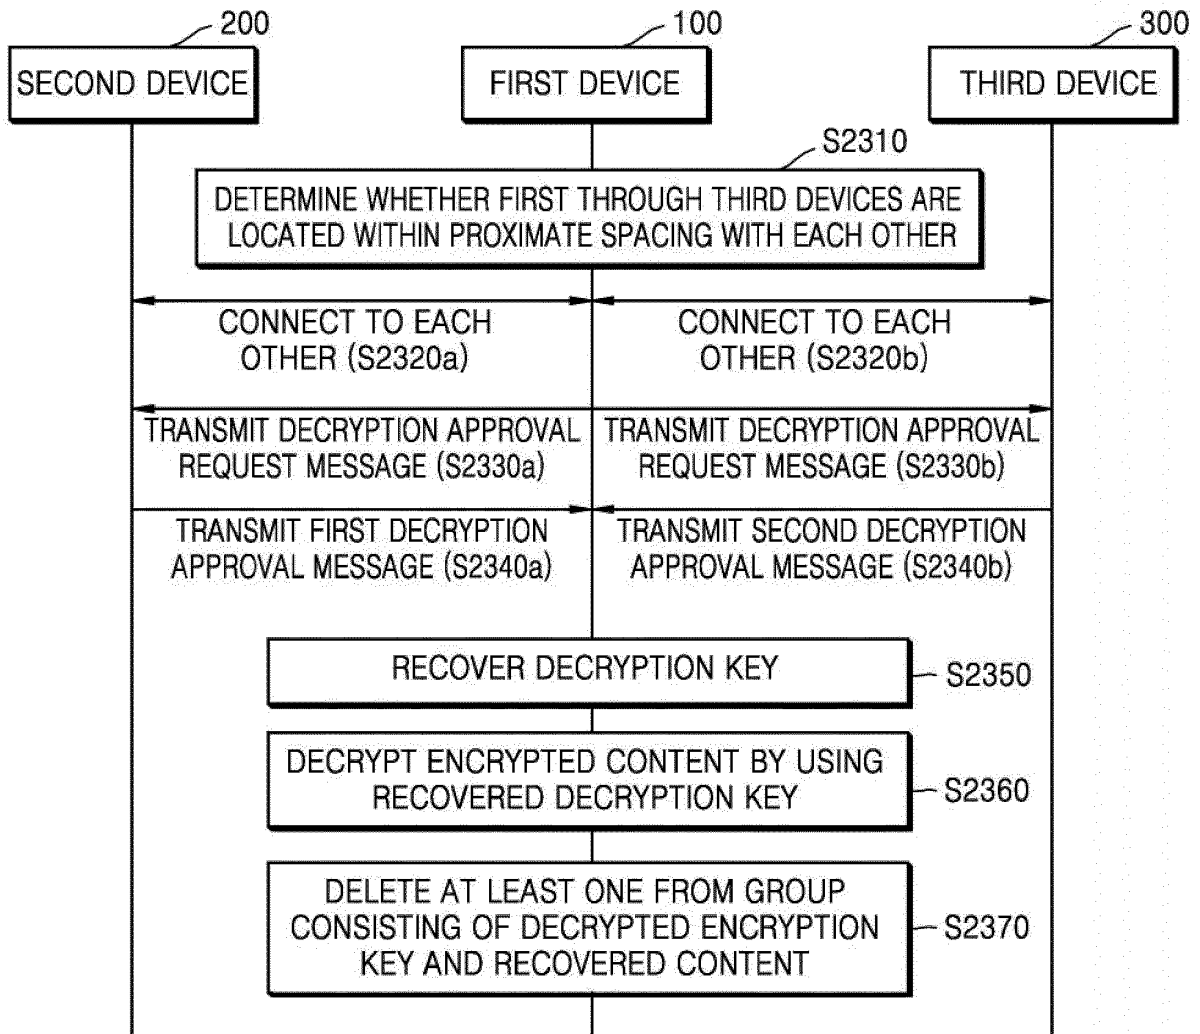 200
100
300
SECOND DEVICE
FIRST DEVICE
THIRD DEVICE
S2310
DETERMINE WHETHER FIRST THROUGH THIRD DEVICES ARE
LOCATED WITHIN PROXIMATE SPACING WITH EACH OTHER
CONNECT TO EACH
OTHER (S2320a)
CONNECT TO EACH
OTHER (S2320b)
TRANSMIT DECRYPTION APPROVAL
REQUEST MESSAGE (S2330a)
TRANSMIT DECRYPTION APPROVAL
REQUEST MESSAGE (S2330b)
TRANSMIT FIRST DECRYPTION
APPROVAL MESSAGE (S2340a)
TRANSMIT SECOND DECRYPTION
APPROVAL MESSAGE (S2340b)
RECOVER DECRYPTION KEY
S2350
DECRYPT ENCRYPTED CONTENT BY USING
RECOVERED DECRYPTION KEY
S2360
DELETE AT LEAST ONE FROM GROUP
CONSISTING OF DECRYPTED ENCRYPTION
KEY AND RECOVERED CONTENT
S2370